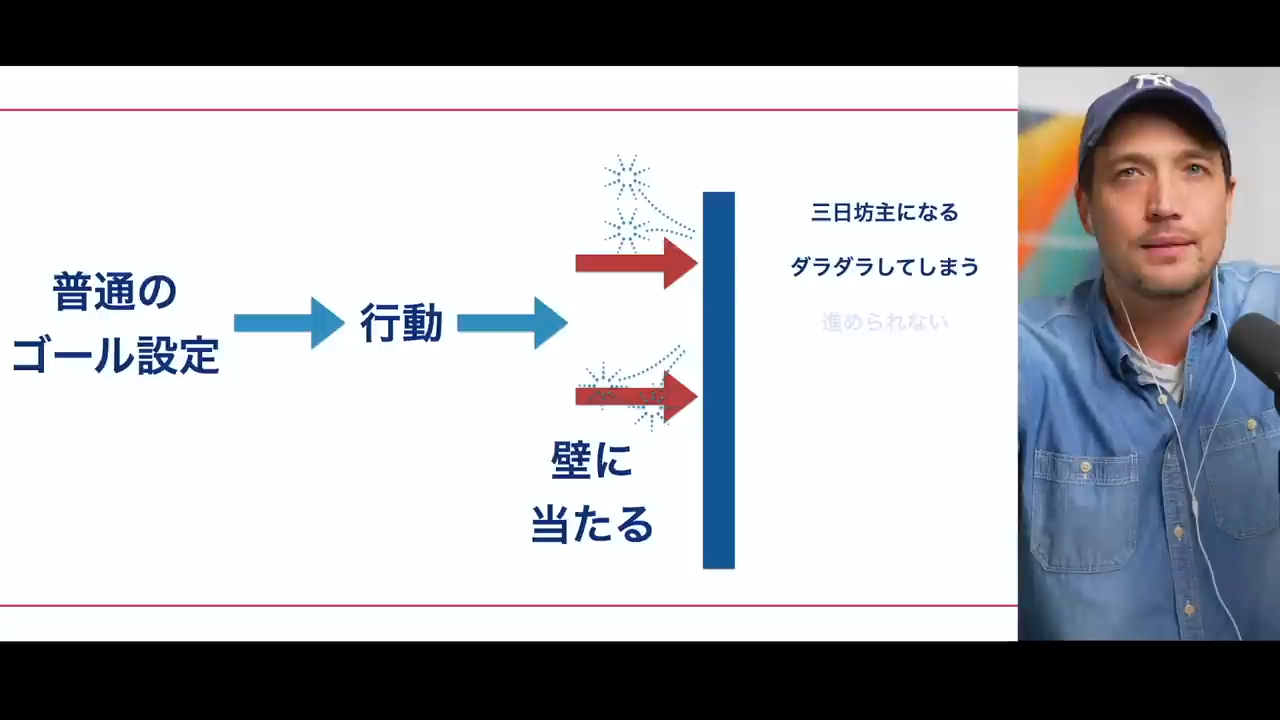 普通の
ゴール設定
行動
壁に
当たる
三日坊主になる
ダラダラしてしまう
進められない